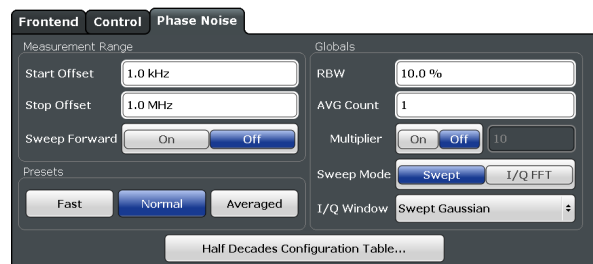 Frontend Control Phase Noise
Measurement Range
Start Offset 1.0 kHz
Stop Offset 1.0 MHz
Sweep Forward On Off
Presets
Fast Normal Averaged
Globals
RBW 10.0 %
AVG Count 1
Multiplier On Off 10
Sweep Mode Swept I/Q FFT
I/Q Window Swept Gaussian
Half Decades Configuration Table...